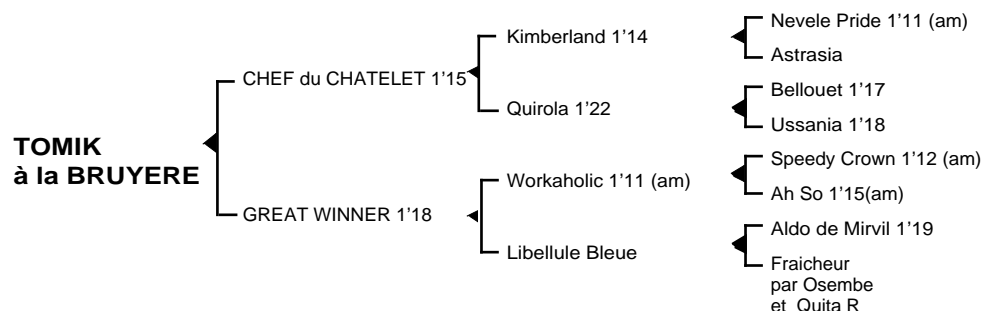 TOMIK
à la BRUYERE
CHEF du CHATELET 1'15
GREAT WINNER 1'18
Kimberland 1'14
Quirola 1'22
Workaholic 1'11 (am)
Libellule Bleue
Nevele Pride 1'11 (am)
Astrasia
Bellouet 1'17
Ussania 1'18
Speedy Crown 1'12 (am)
Ah So 1'15(am)
Aldo de Mirvil 1'19
Fraicheur
par Osembe
et Quita R